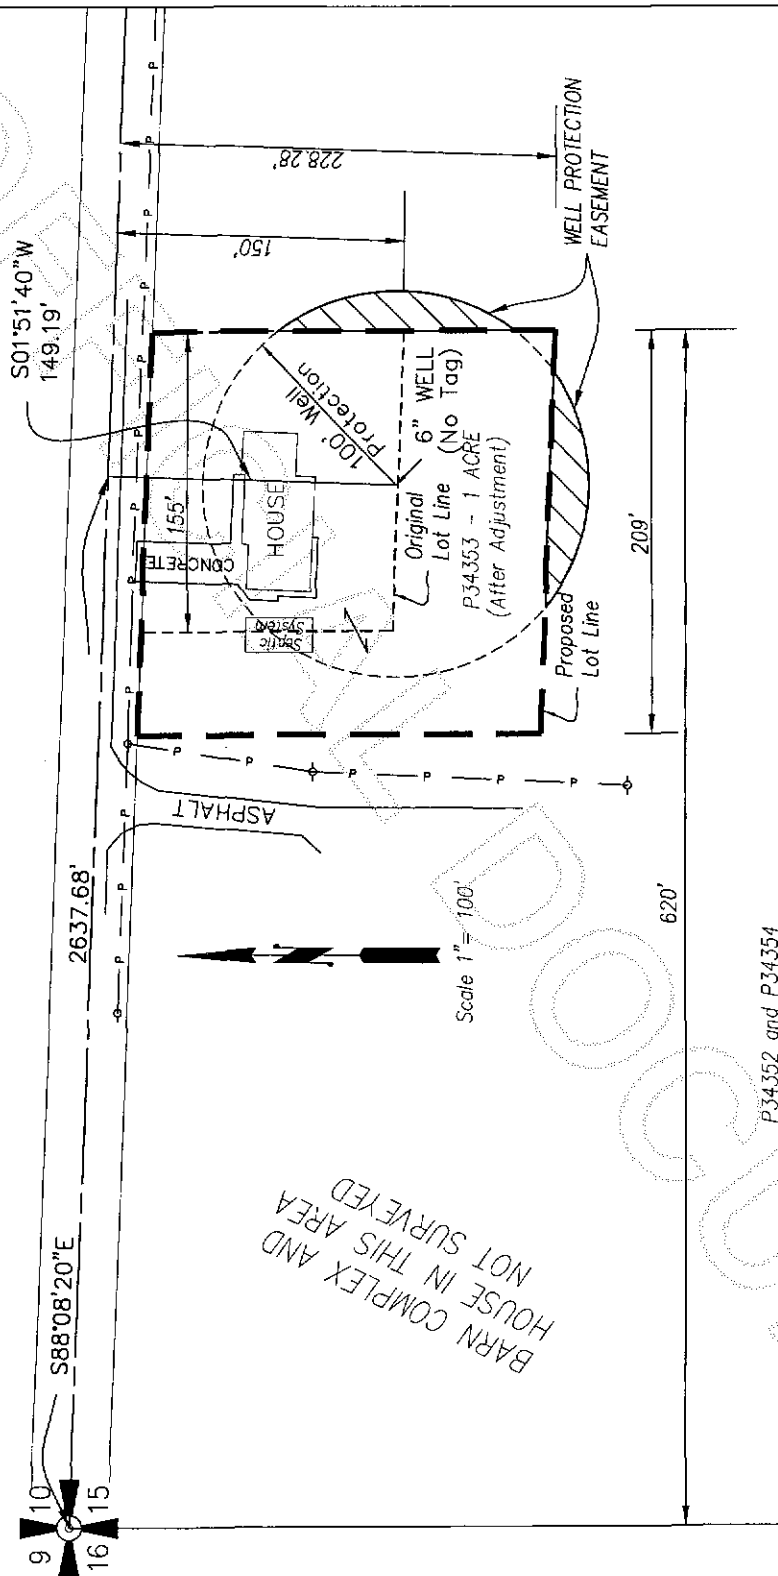 S01°51'40"W
149.19'
228.28'
150'
WELL PROTECTION
EASEMENT
155'
100' Well
Protection
CONCRETE
HOUSE
Septic
System
6" WELL
(No Tag)
Original
Lot Line
P34353 - 1 ACRE
(After Adjustment)
Proposed
Lot Line
209'
620'
ASPHALT
2637.68'
Scale 1"= 100'
P34352 and P34354
BARN COMPLEX AND
HOUSE IN THIS AREA
NOT SURVEYED
S88°08'20"E
9 10
16 15
P P P P P P P P P P P P P P P